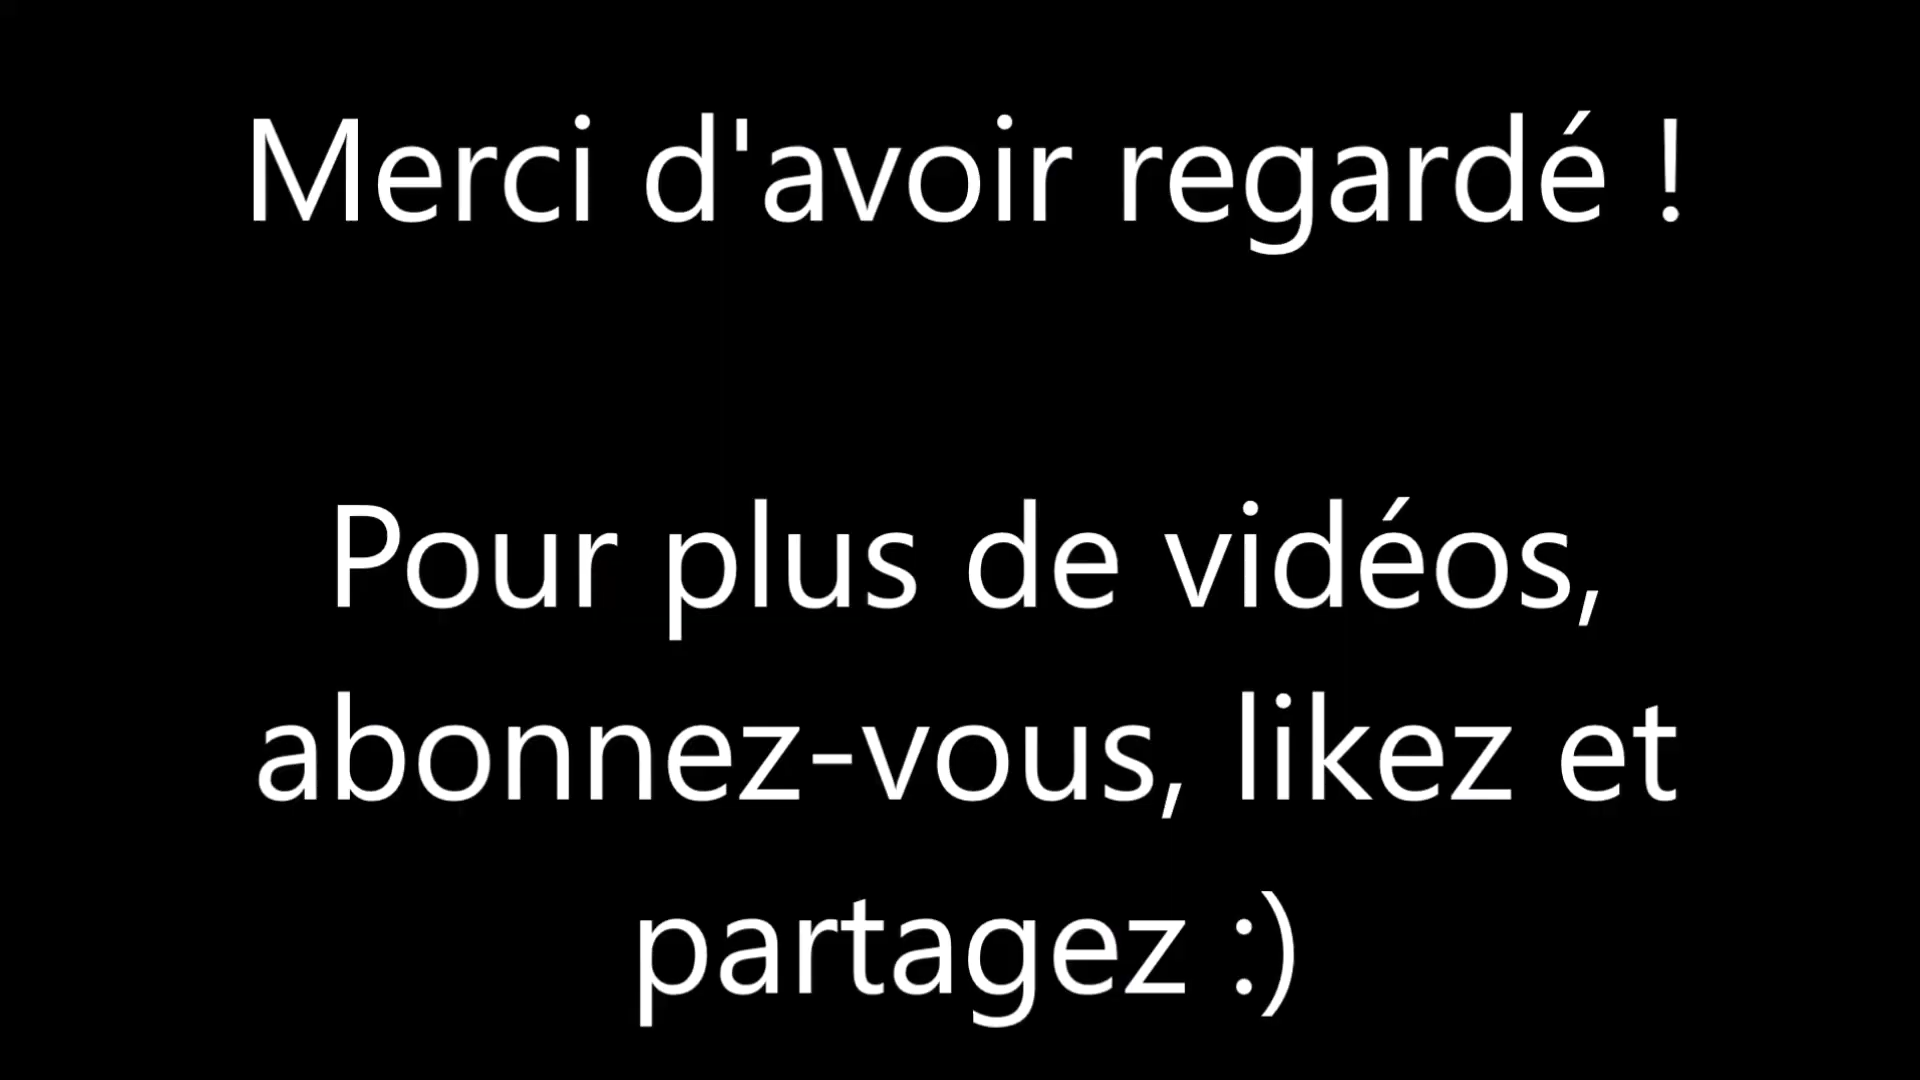 Merci d'avoir regardé !
Pour plus de vidéos,
abonnez-vous, likez et
partagez :)